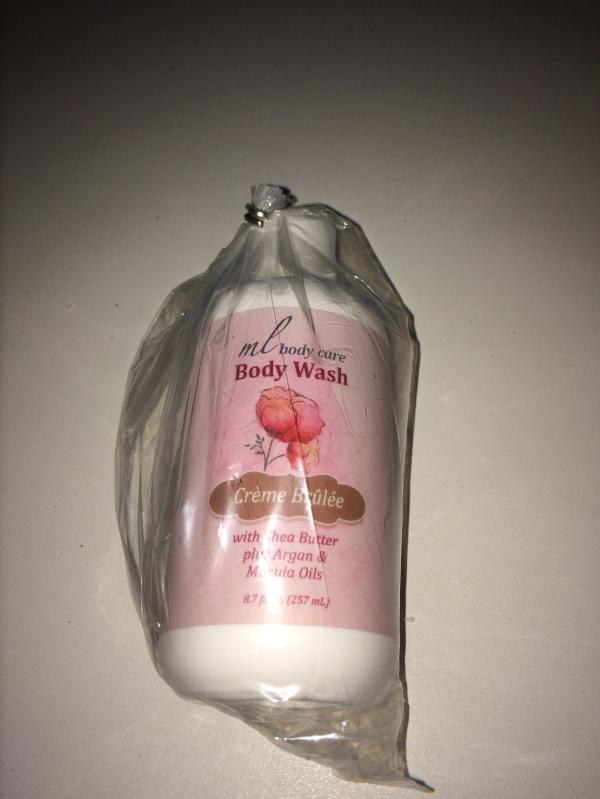 ml body care
Body Wash
Crème Brûlée
with Shea Butter
plus Argan &
Marula Oils
8.7 fl. oz. (257 mL)